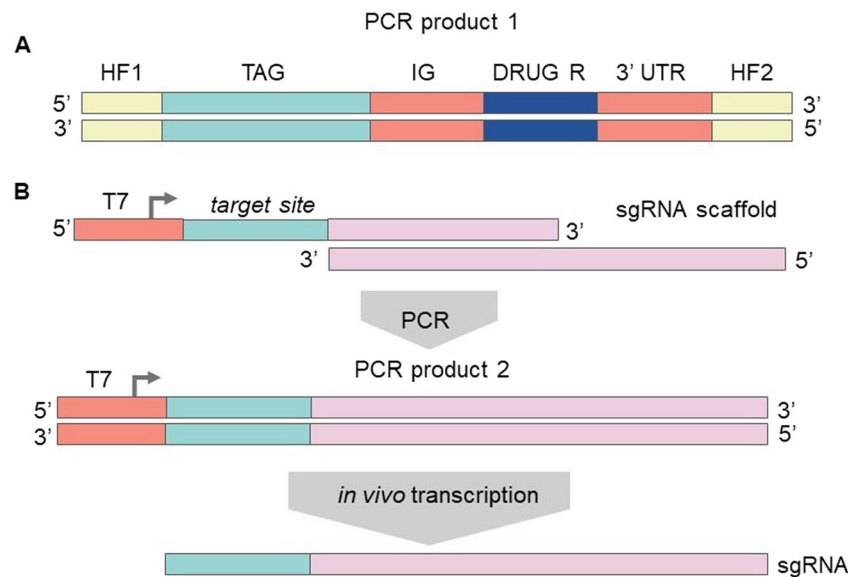 PCR product 1
A
HF1 TAG IG DRUG R 3’ UTR HF2
5’ 3’
3’ 5’
B
T7 target site sgRNA scaffold
5’ 3’
3’ 5’
PCR
PCR product 2
T7
5’ 3’
3’ 5’
in vivo transcription
sgRNA